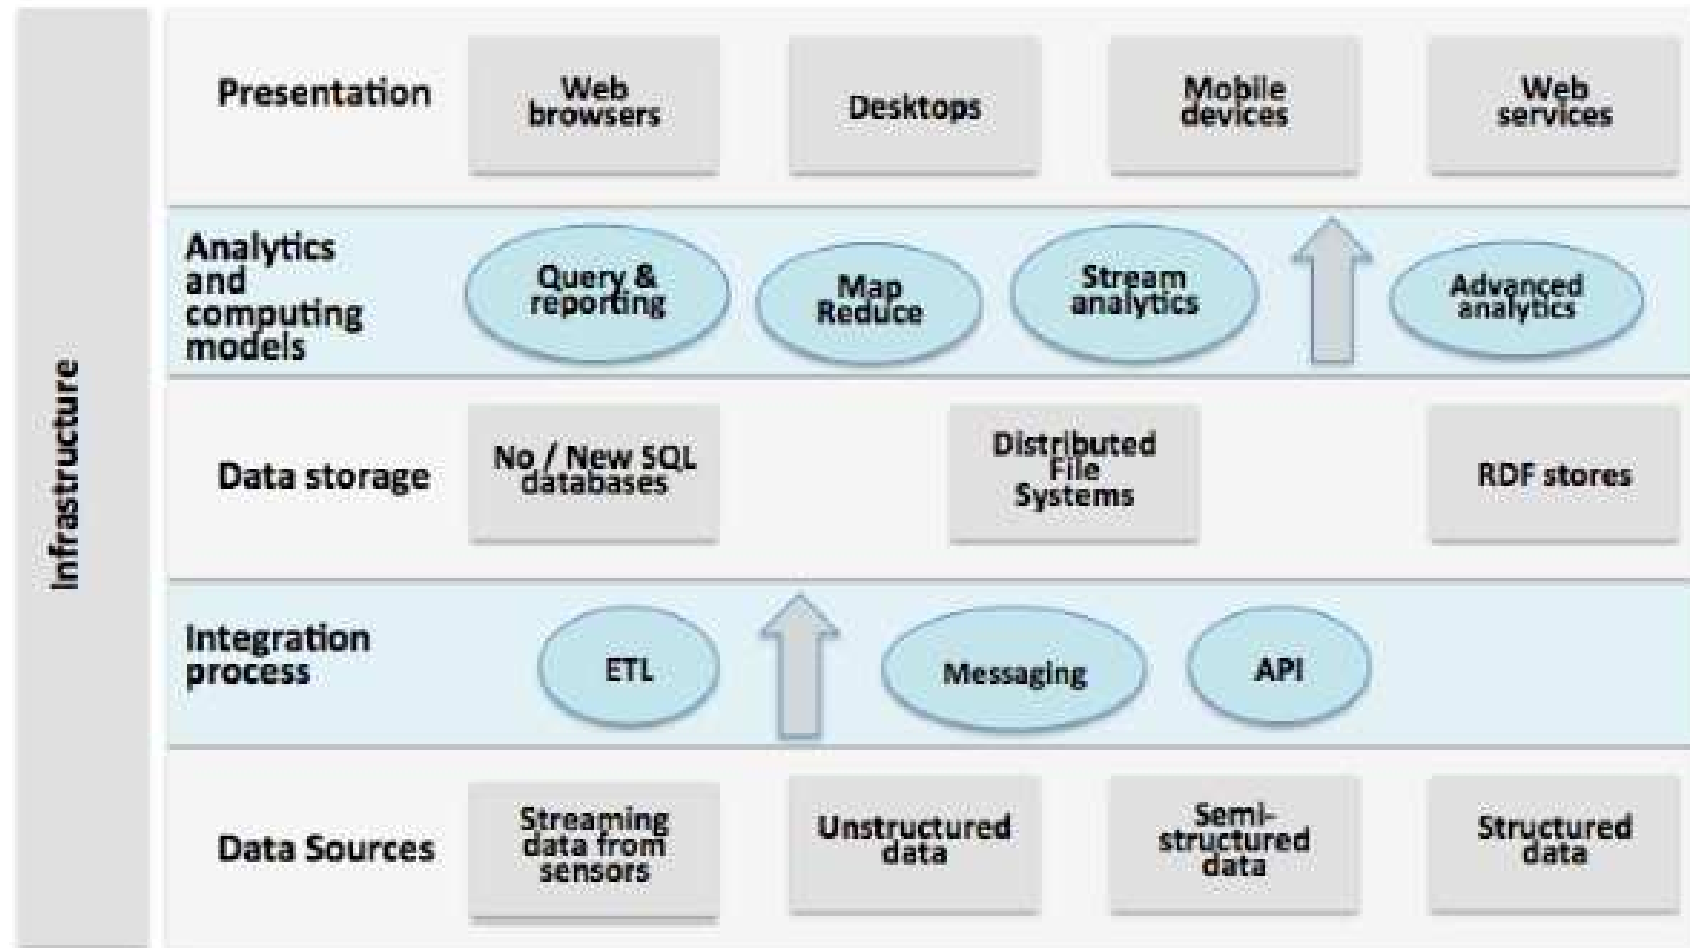 Infrastructure
Presentation
Web
browsers
Desktops
Mobile
devices
Web
services
Analytics
and
computing
models
Query &
reporting
Map
Reduce
Stream
analytics
Advanced
analytics
Data storage
No / New SQL
databases
Distributed
File
Systems
RDF stores
Integration
process
ETL
Messaging
API
Data Sources
Streaming
data from
sensors
Unstructured
data
Semi-
structured
data
Structured
data